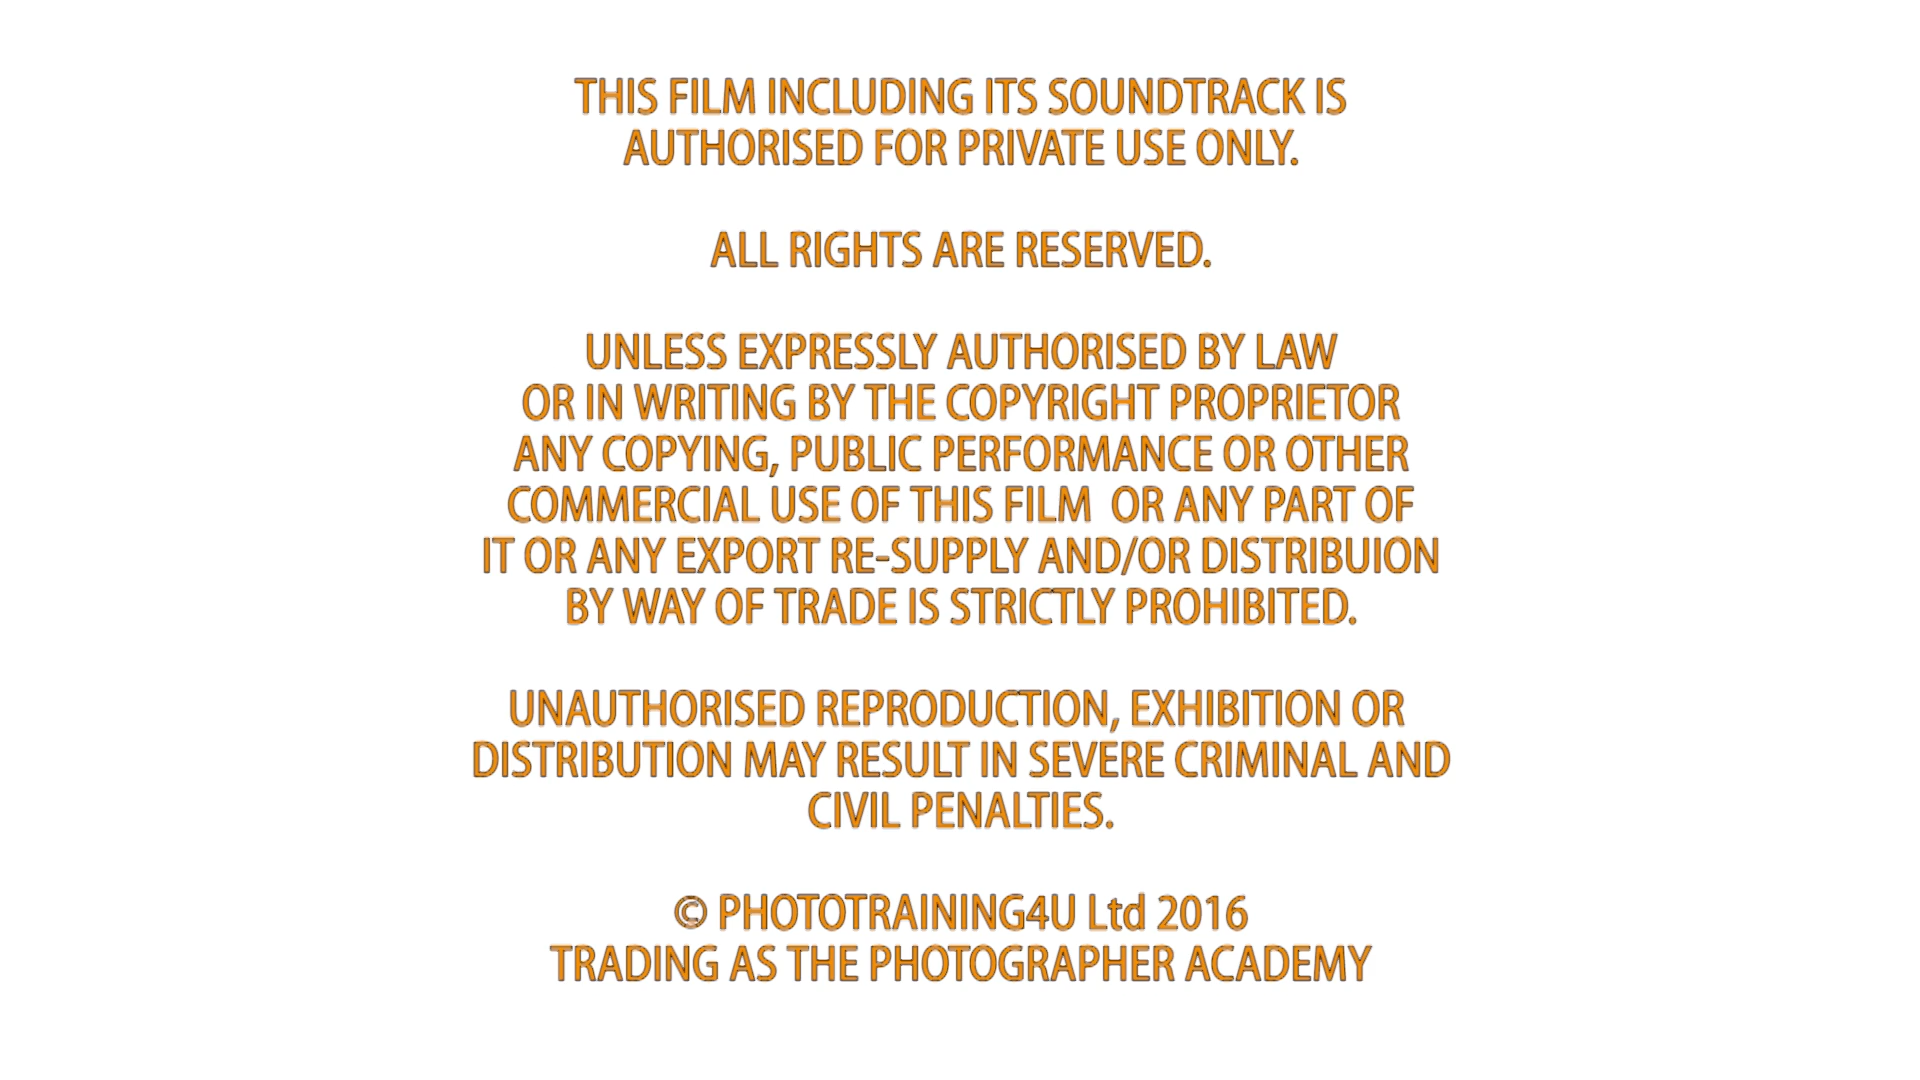 THIS FILM INCLUDING ITS SOUNDTRACK IS
AUTHORISED FOR PRIVATE USE ONLY.
ALL RIGHTS ARE RESERVED.
UNLESS EXPRESSLY AUTHORISED BY LAW
OR IN WRITING BY THE COPYRIGHT PROPRIETOR
ANY COPYING, PUBLIC PERFORMANCE OR OTHER
COMMERCIAL USE OF THIS FILM  OR ANY PART OF
IT OR ANY EXPORT RE-SUPPLY AND/OR DISTRIBUION
BY WAY OF TRADE IS STRICTLY PROHIBITED.
UNAUTHORISED REPRODUCTION, EXHIBITION OR
DISTRIBUTION MAY RESULT IN SEVERE CRIMINAL AND
CIVIL PENALTIES.
© PHOTOTRAINING4U Ltd 2016
TRADING AS THE PHOTOGRAPHER ACADEMY